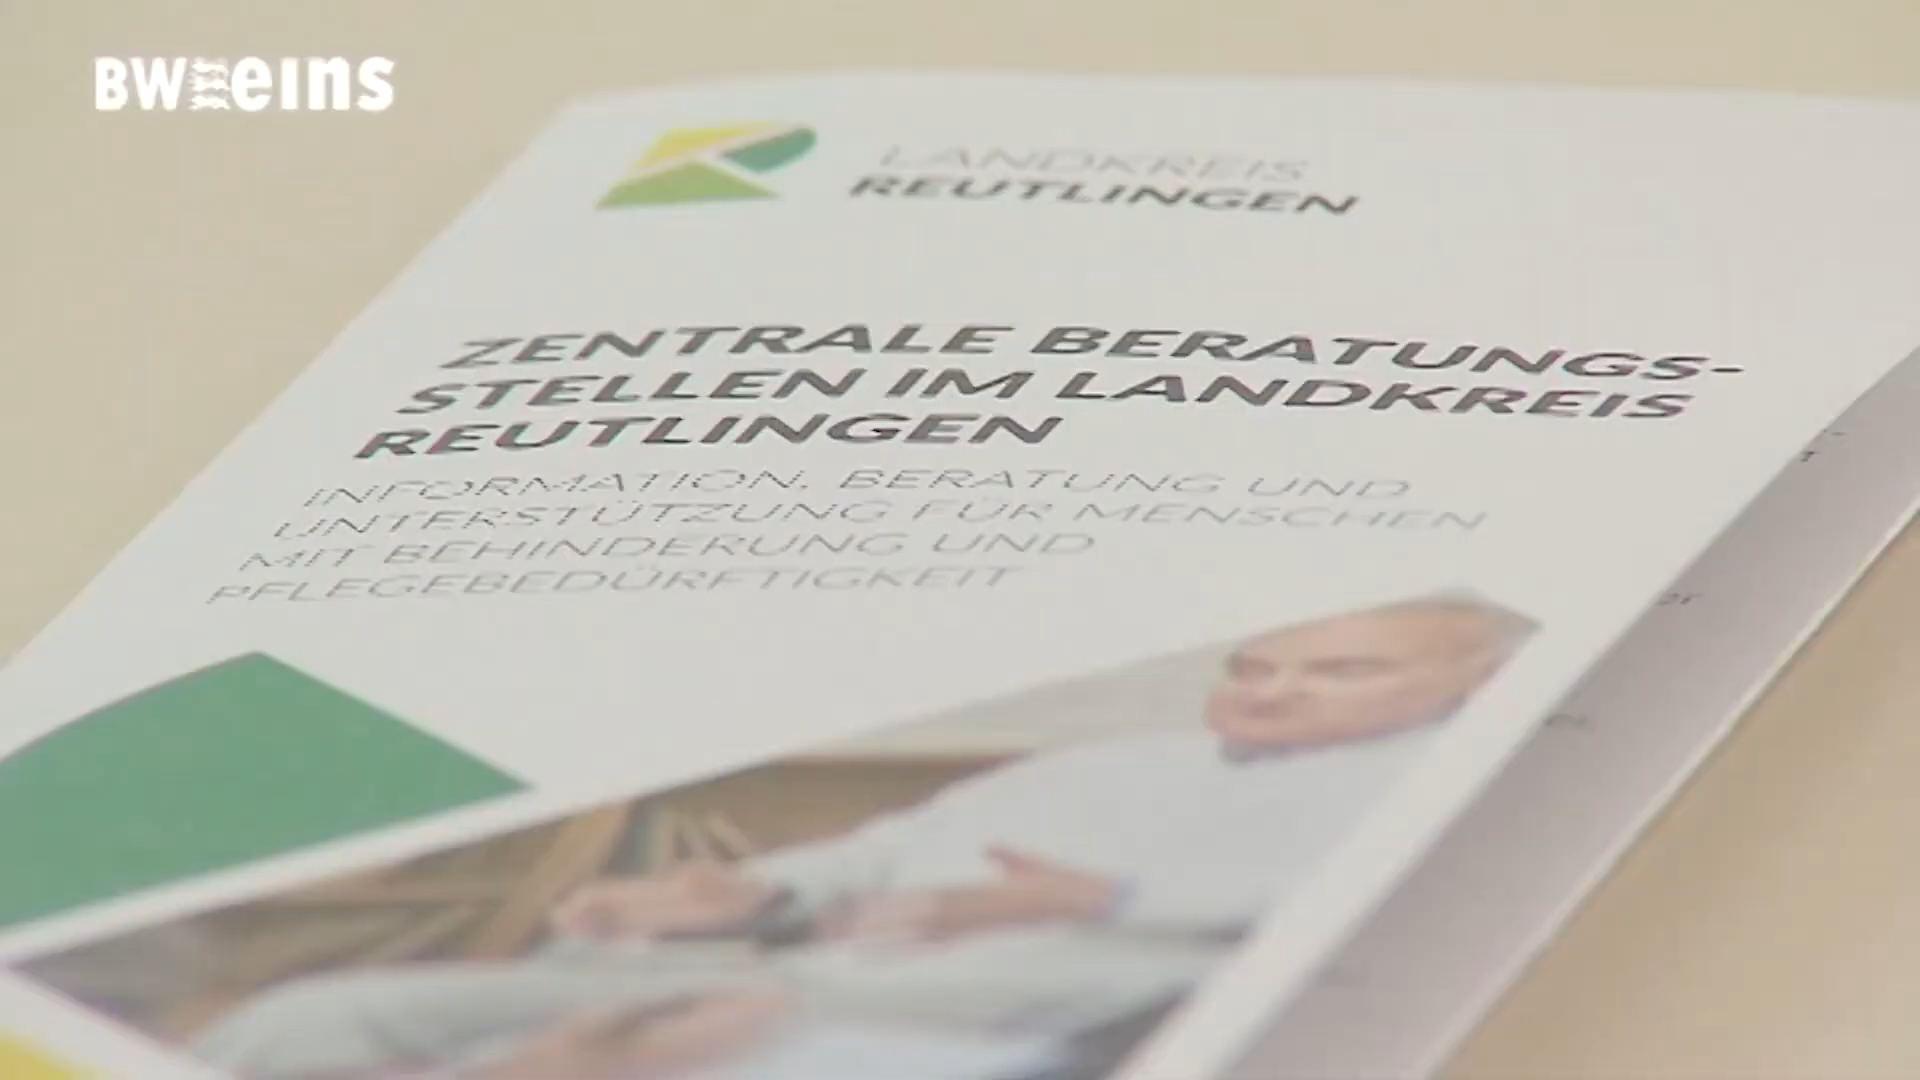 BW eins
LANDKREIS
REUTLINGEN
ZENTRALE BERATUNGS-
STELLEN IM LANDKREIS
REUTLINGEN
INFORMATION, BERATUNG UND
UNTERSTÜTZUNG FÜR MENSCHEN
MIT BEHINDERUNG UND
PFLEGEBEDÜRFTIGKEIT